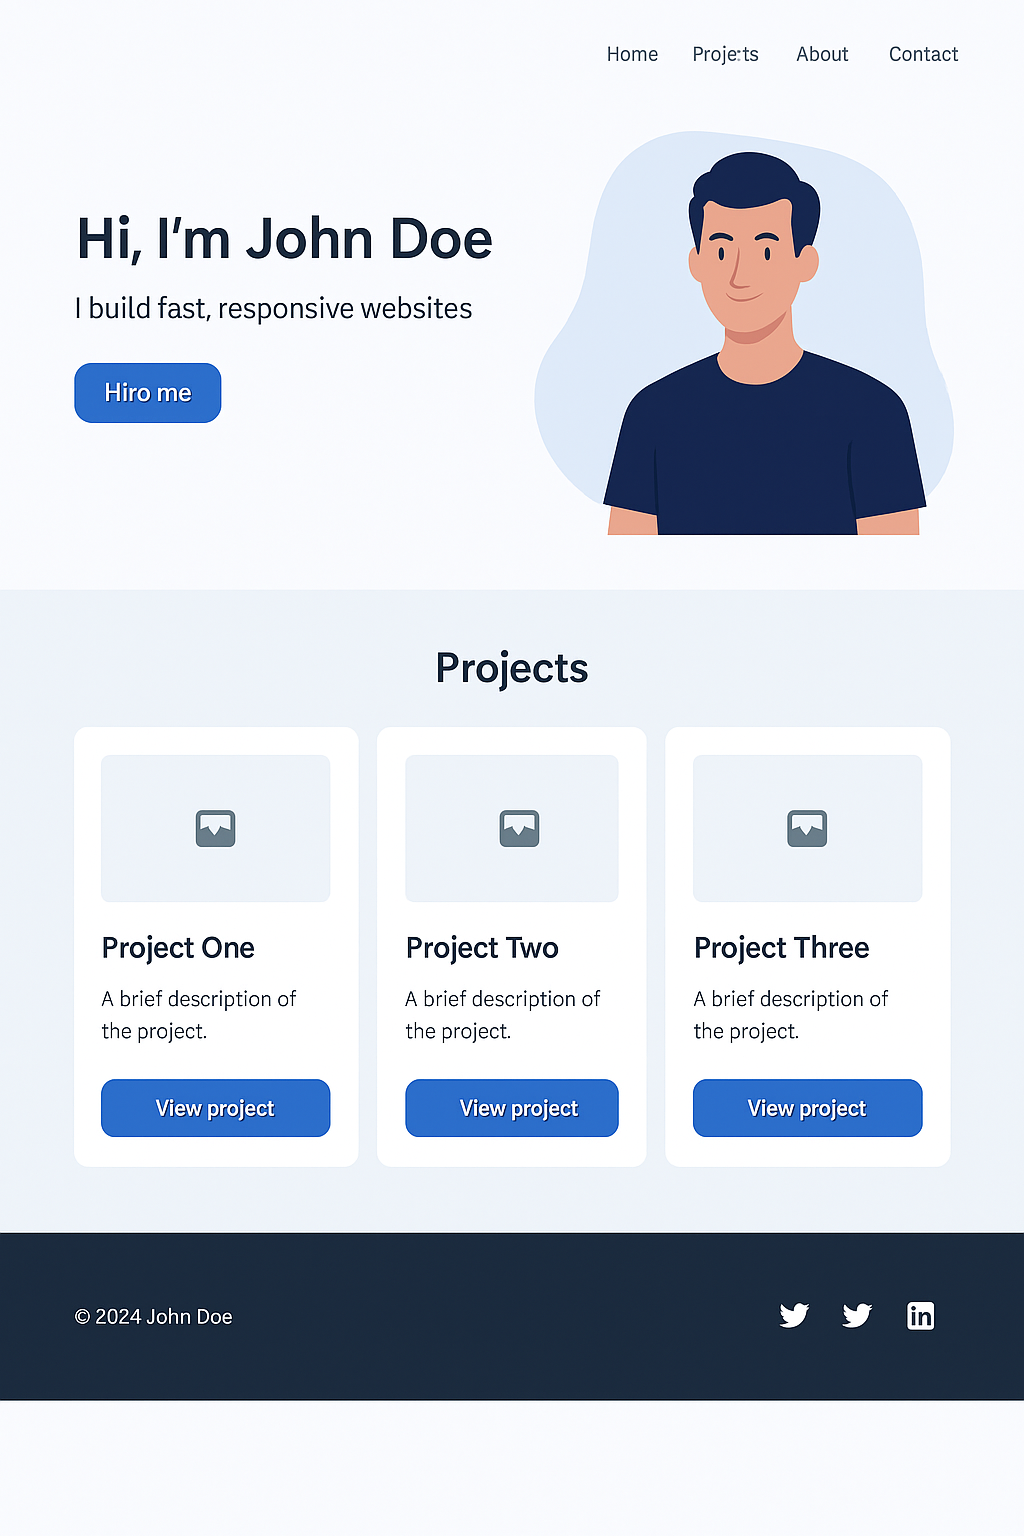 Home Projects About Contact
Hi, I'm John Doe
I build fast, responsive websites
Hiro me
Projects
Project One Project Two Project Three
A brief description of A brief description of A brief description of
the project. the project. the project.
View project View project View project
© 2024 John Doe
in